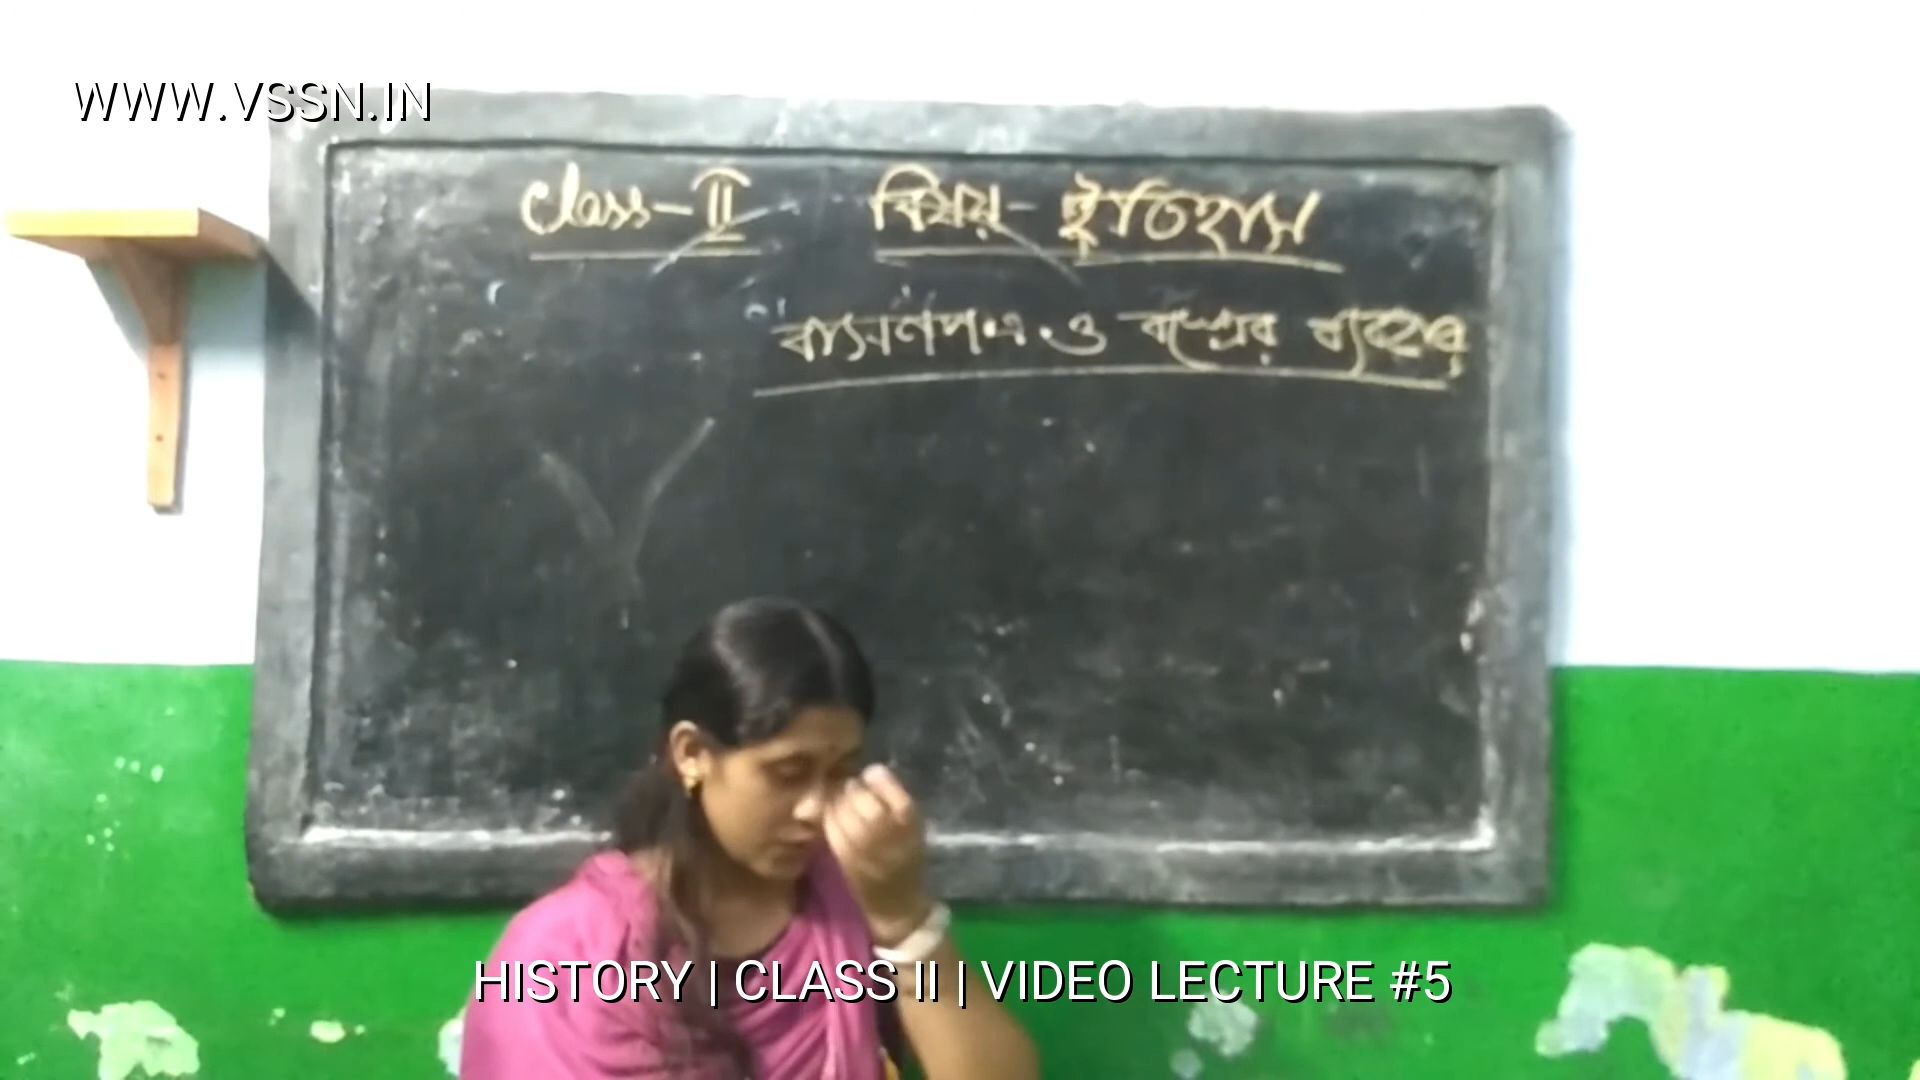 WWW.VSSN.IN
Class-II বিষয়- ইতিহাস
বাসনপত্র ও বস্ত্রের ব্যবহার
HISTORY | CLASS II | VIDEO LECTURE #5